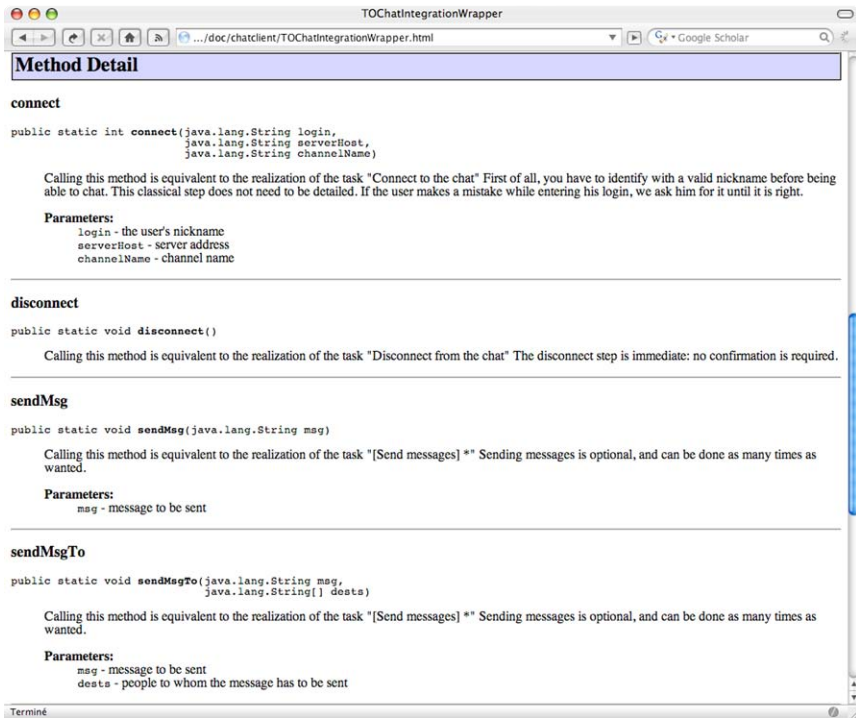 TOChatIntegrationWrapper
.../doc/chatclient/TOChatIntegrationWrapper.html
Google Scholar
Method Detail
connect
public static int connect(java.lang.String login,
java.lang.String serverHost,
java.lang.String channelName)
Calling this method is equivalent to the realization of the task "Connect to the chat" First of all, you have to identify with a valid nickname before being
able to chat. This classical step does not need to be detailed. If the user makes a mistake while entering his login, we ask him for it until it is right.
Parameters:
login - the user's nickname
serverHost - server address
channelName - channel name
disconnect
public static void disconnect()
Calling this method is equivalent to the realization of the task "Disconnect from the chat" The disconnect step is immediate: no confirmation is required.
sendMsg
public static void sendMsg(java.lang.String msg)
Calling this method is equivalent to the realization of the task "[Send messages] *" Sending messages is optional, and can be done as many times as
wanted.
Parameters:
msg - message to be sent
sendMsgTo
public static void sendMsgTo(java.lang.String msg,
java.lang.String[] dests)
Calling this method is equivalent to the realization of the task "[Send messages] *" Sending messages is optional, and can be done as many times as
wanted.
Parameters:
msg - message to be sent
dests - people to whom the message has to be sent
Terminé